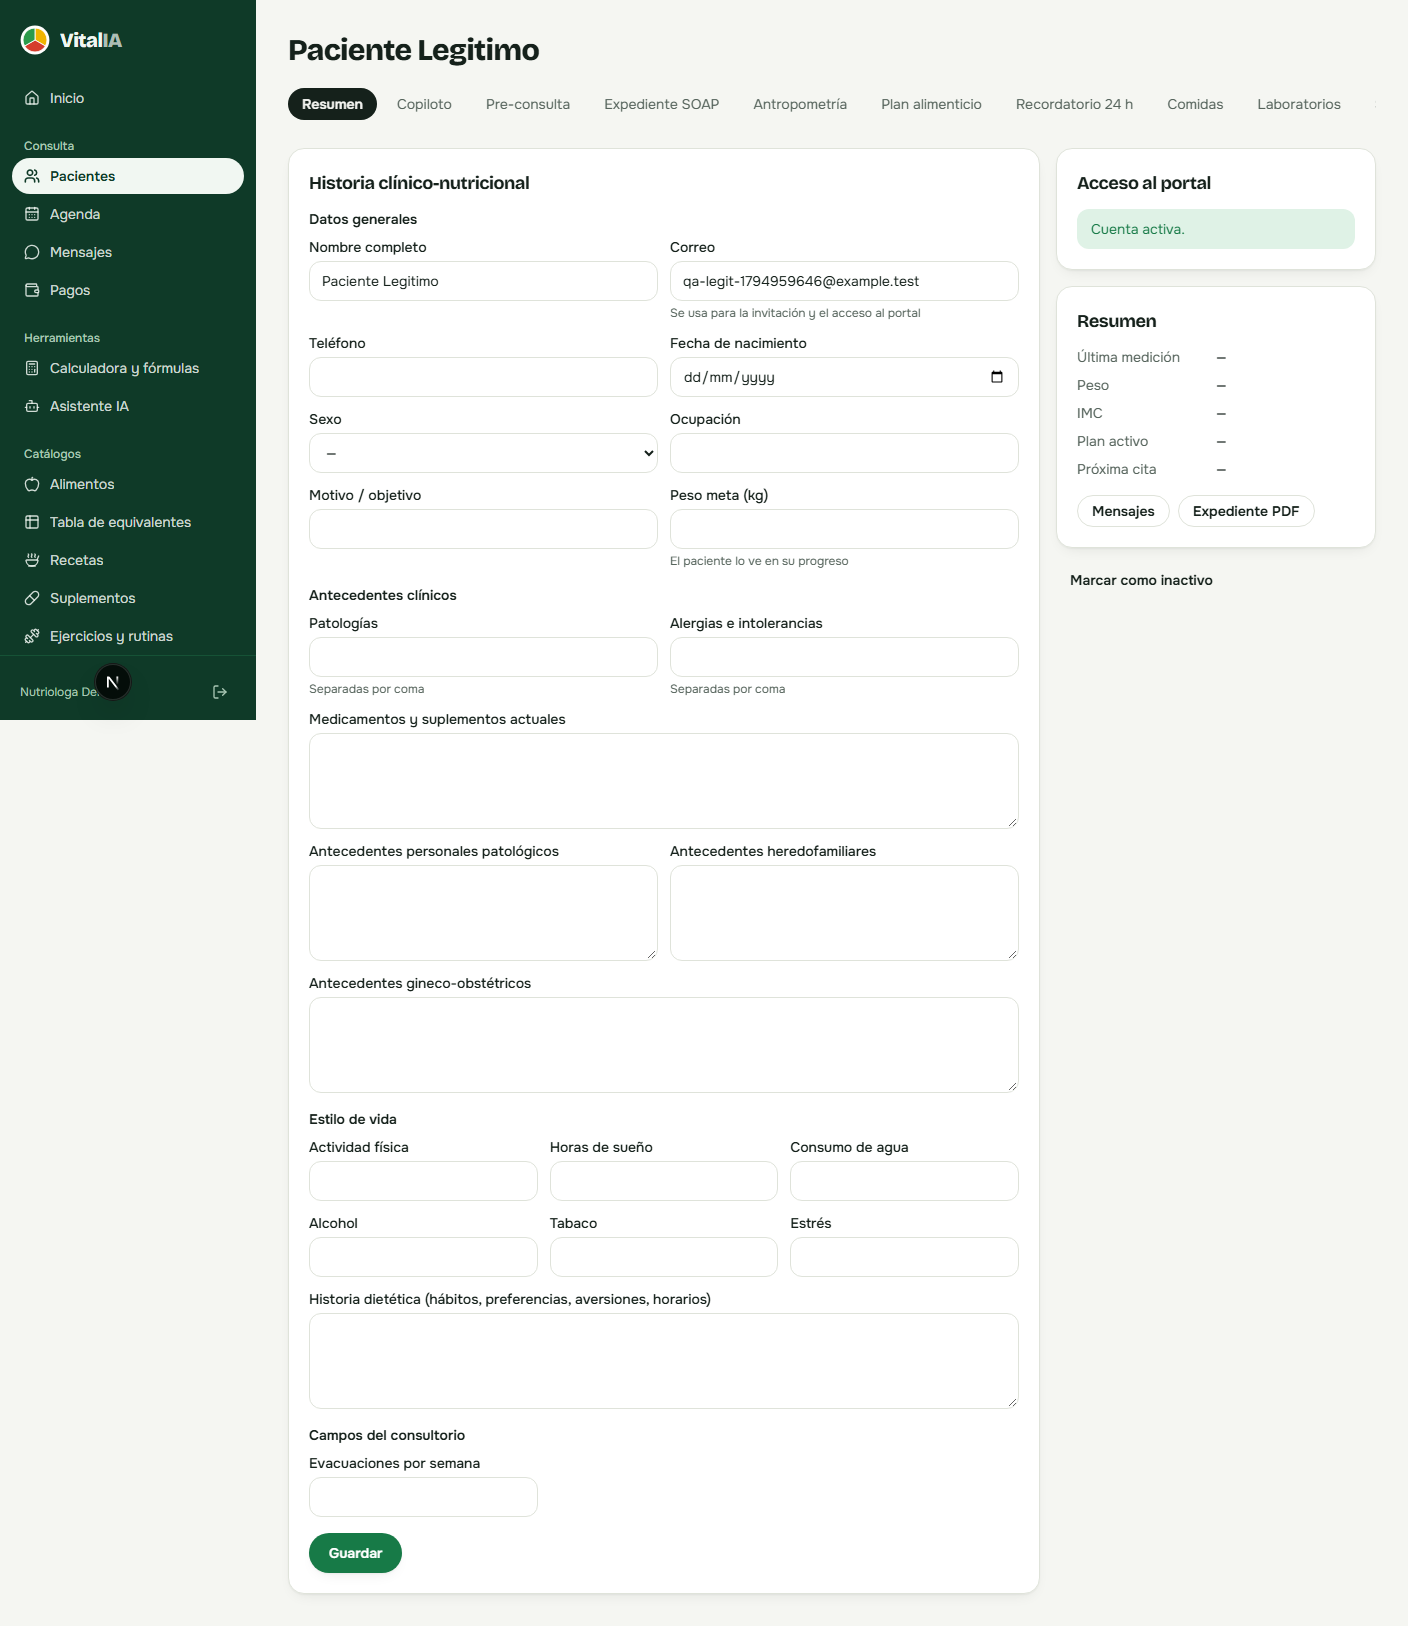 VitalIA
Inicio
Consulta
Pacientes
Agenda
Mensajes
Pagos
Herramientas
Calculadora y fórmulas
Asistente IA
Catálogos
Alimentos
Tabla de equivalentes
Recetas
Suplementos
Ejercicios y rutinas
Nutriologa
N
Paciente Legitimo
Resumen Copiloto Pre-consulta Expediente SOAP Antropometría Plan alimenticio Recordatorio 24 h Comidas Laboratorios
Historia clínico-nutricional
Datos generales
Nombre completo Correo
Paciente Legitimo qa-legit-1794959646@example.test
Se usa para la invitación y el acceso al portal
Teléfono Fecha de nacimiento
dd/mm/yyyy
Sexo Ocupación
—
Motivo / objetivo Peso meta (kg)
El paciente lo ve en su progreso
Antecedentes clínicos
Patologías Alergias e intolerancias
Separadas por coma Separadas por coma
Medicamentos y suplementos actuales
Antecedentes personales patológicos Antecedentes heredofamiliares
Antecedentes gineco-obstétricos
Estilo de vida
Actividad física Horas de sueño Consumo de agua
Alcohol Tabaco Estrés
Historia dietética (hábitos, preferencias, aversiones, horarios)
Campos del consultorio
Evacuaciones por semana
Guardar
Acceso al portal
Cuenta activa.
Resumen
Última medición —
Peso —
IMC —
Plan activo —
Próxima cita —
Mensajes Expediente PDF
Marcar como inactivo